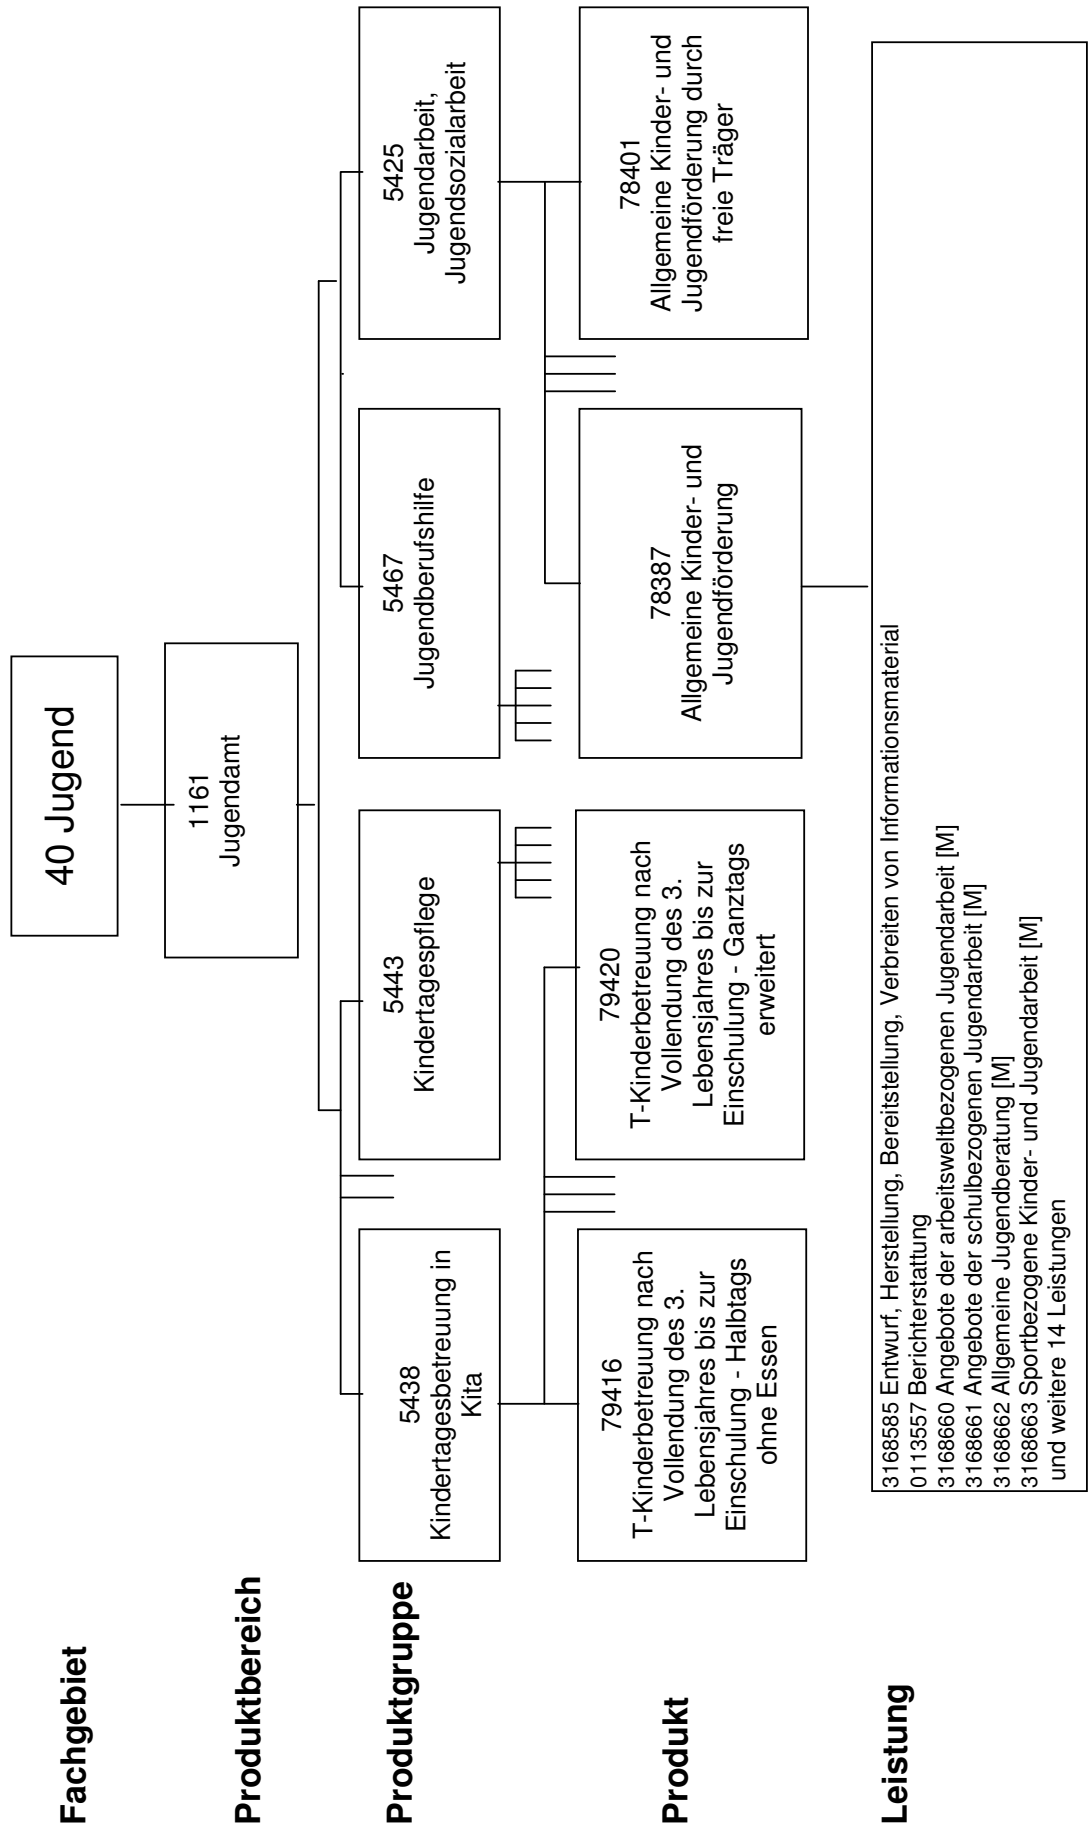 Fachgebiet
40 Jugend
Produktbereich
1161
Jugendamt
Produktgruppe
5438
Kindertagesbetreuung in
Kita
5443
Kindertagespflege
5467
Jugendberufshilfe
5425
Jugendarbeit,
Jugendsozialarbeit
Produkt
79416
T-Kinderbetreuung nach
Vollendung des 3.
Lebensjahres bis zur
Einschulung - Halbtags
ohne Essen
79420
T-Kinderbetreuung nach
Vollendung des 3.
Lebensjahres bis zur
Einschulung - Ganztags
erweitert
78387
Allgemeine Kinder- und
Jugendförderung
78401
Allgemeine Kinder- und
Jugendförderung durch
freie Träger
Leistung
3168585 Entwurf, Herstellung, Bereitstellung, Verbreiten von Informationsmaterial
0113557 Berichterstattung
3168660 Angebote der arbeitsweltbezogenen Jugendarbeit [M]
3168661 Angebote der schulbezogenen Jugendarbeit [M]
3168662 Allgemeine Jugendberatung [M]
3168663 Sportbezogene Kinder- und Jugendarbeit [M]
und weitere 14 Leistungen